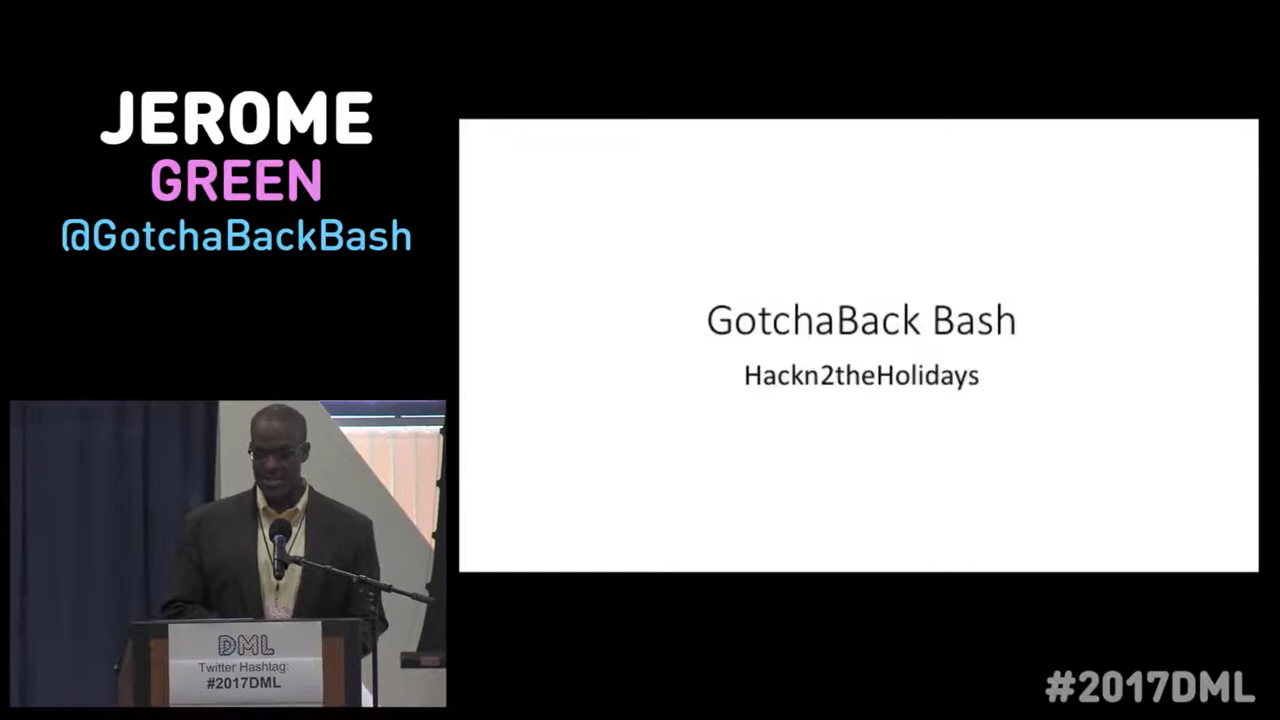 JEROME
GREEN
@GotchaBackBash
GotchaBack Bash
Hackn2theHolidays
DML
Twitter Hashtag:
#2017DML
#2017DML